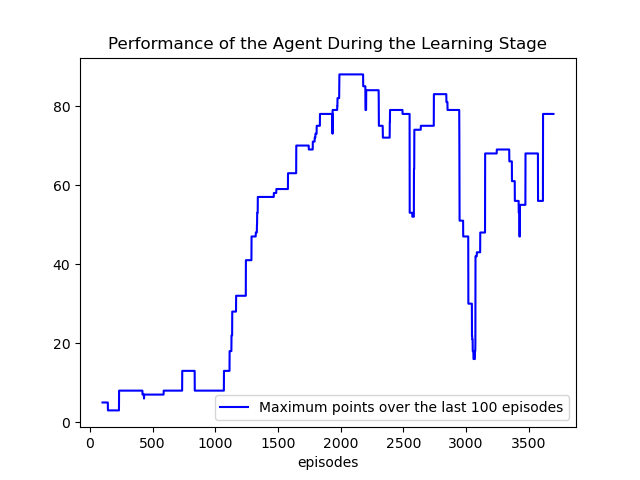 Performance of the Agent During the Learning Stage
80
60
40
20
0
Maximum points over the last 100 episodes
0 500 1000 1500 2000 2500 3000 3500
episodes